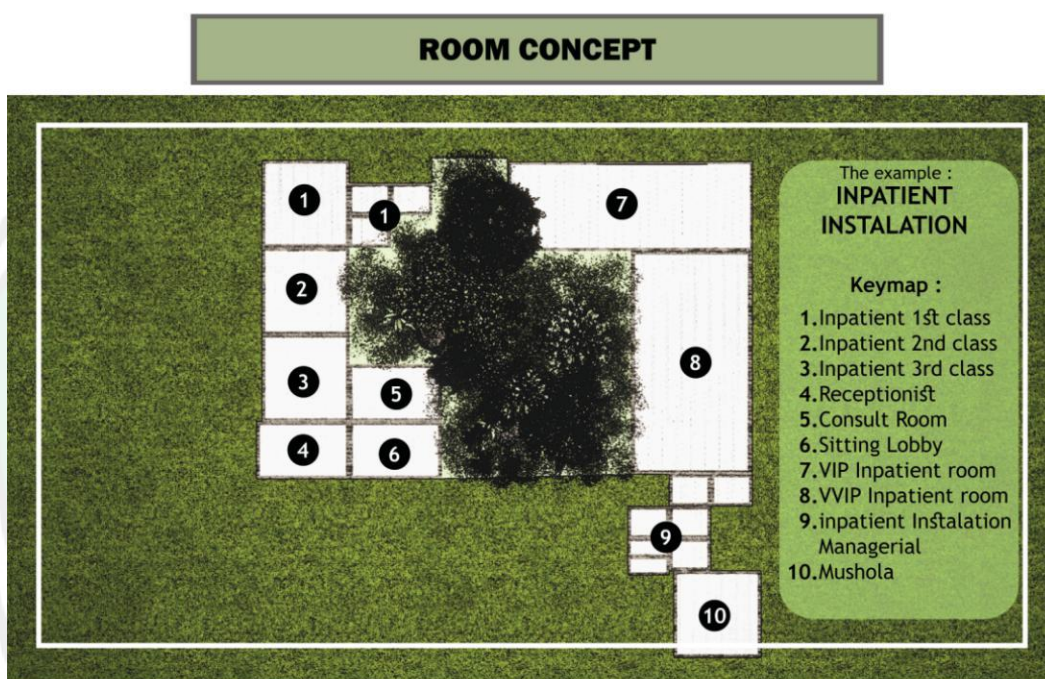 ROOM CONCEPT
1
1
2
3
4
5
6
7
8
9
10
The example :
INPATIENT
INSTALATION
Keymap :
1.Inpatient 1st class
2.Inpatient 2nd class
3.Inpatient 3rd class
4.Receptionist
5.Consult Room
6.Sitting Lobby
7.VIP Inpatient room
8.VVIP Inpatient room
9.inpatient Instalation
Managerial
10.Mushola